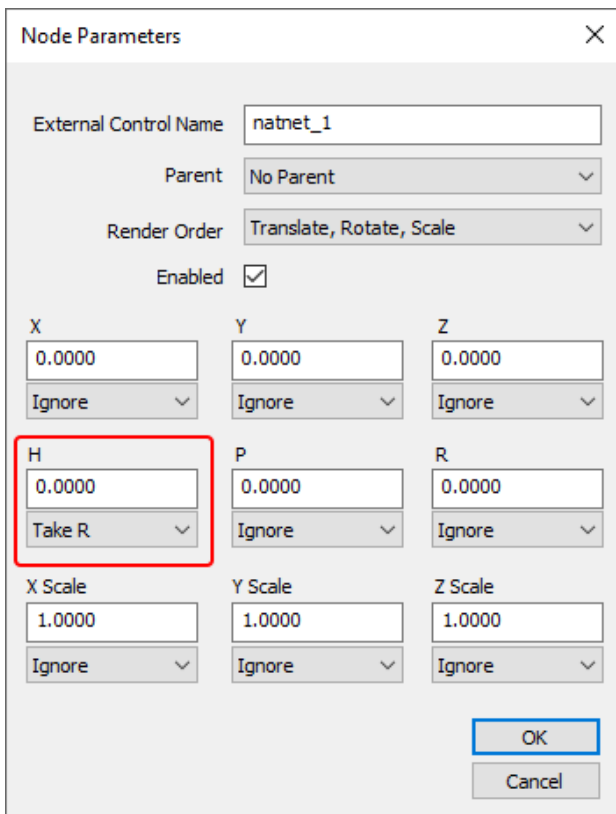 Node Parameters
External Control Name natnet_1
Parent No Parent
Render Order Translate, Rotate, Scale
Enabled
X Y Z
0.0000 0.0000 0.0000
Ignore Ignore Ignore
H P R
0.0000 0.0000 0.0000
Take R Ignore Ignore
X Scale Y Scale Z Scale
1.0000 1.0000 1.0000
Ignore Ignore Ignore
OK
Cancel